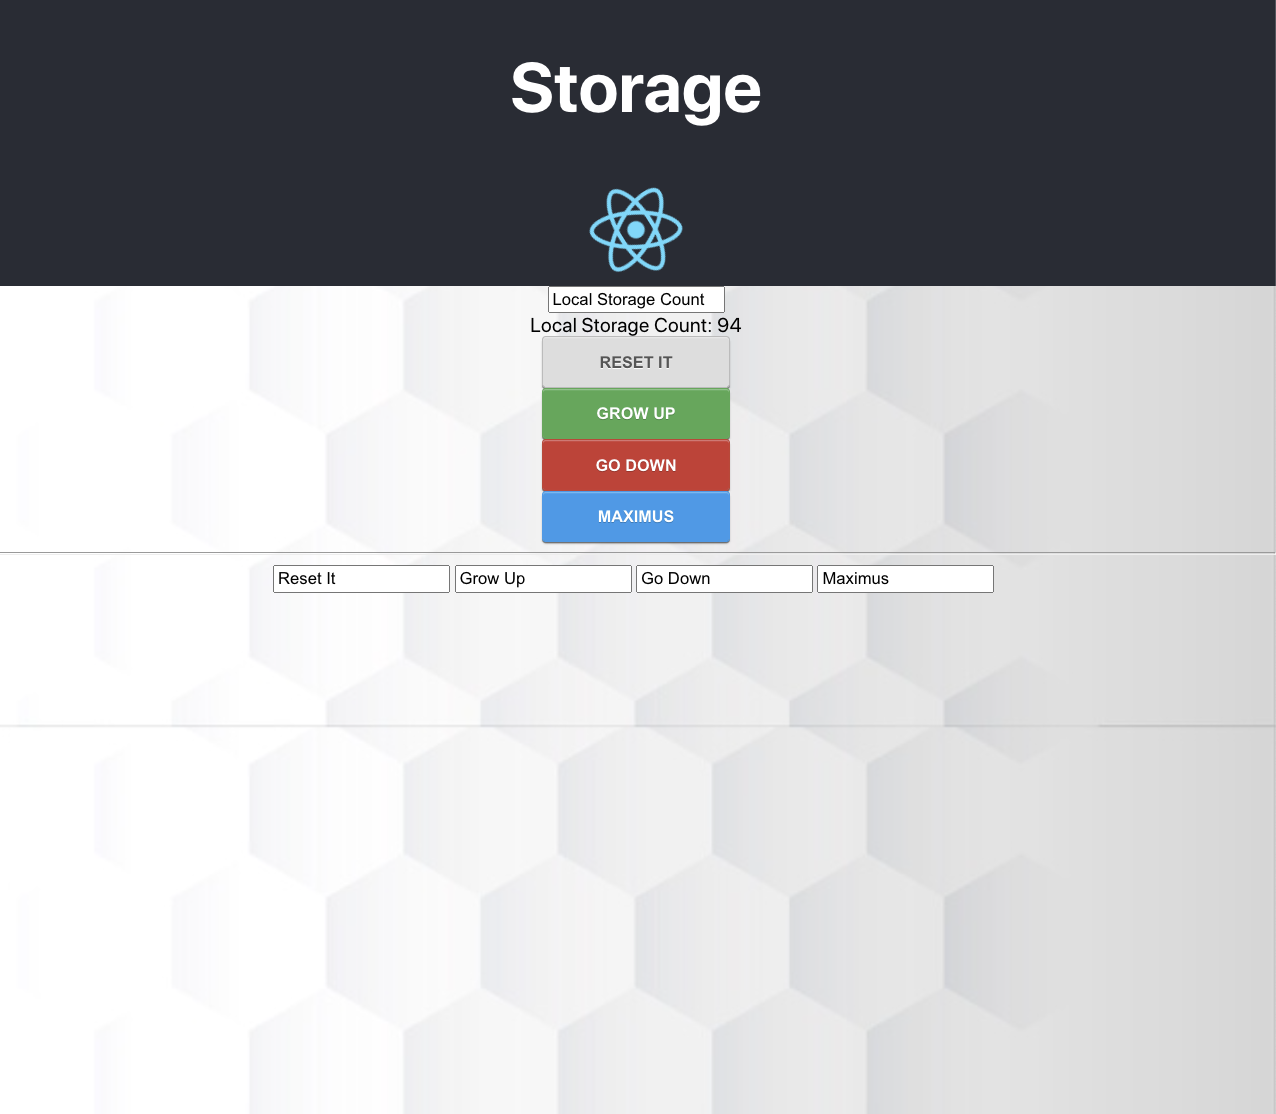 Storage
Local Storage Count
Local Storage Count: 94
RESET IT
GROW UP
GO DOWN
MAXIMUS
Reset It Grow Up Go Down Maximus